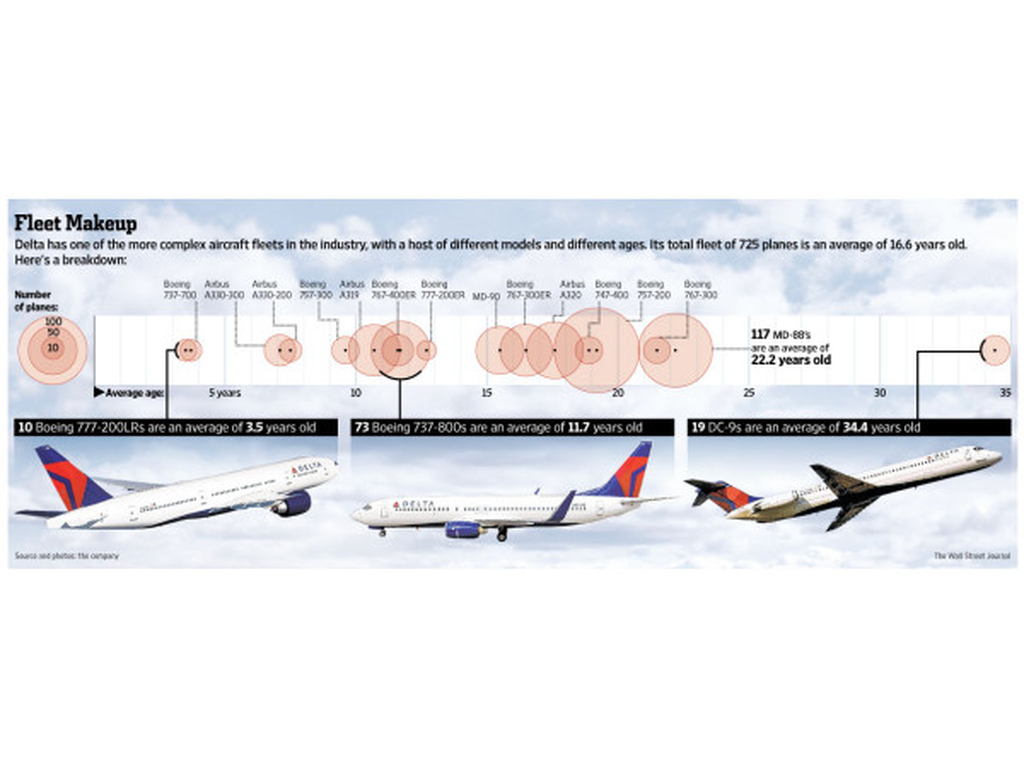 Fleet Makeup
Delta has one of the more complex aircraft fleets in the industry, with a host of different models and different ages. Its total fleet of 725 planes is an average of 16.6 years old.
Here's a breakdown:
Number
of planes:
100
50
10
Boeing
737-700
Airbus
A330-300
Airbus
A330-200
Boeing
757-300
Airbus
A319
Boeing
767-400ER
Boeing
777-200ER
MD-90
Boeing
767-300ER
Airbus
A320
Boeing
747-400
Boeing
757-200
Boeing
767-300
117 MD-88's
are an average of
22.2 years old
Average age:
5 years
10
15
20
25
30
35
10 Boeing 777-200LRs are an average of 3.5 years old
73 Boeing 737-800s are an average of 11.7 years old
19 DC-9s are an average of 34.4 years old
DELTA
DELTA
DELTA
Source and photos: the company
The Wall Street Journal